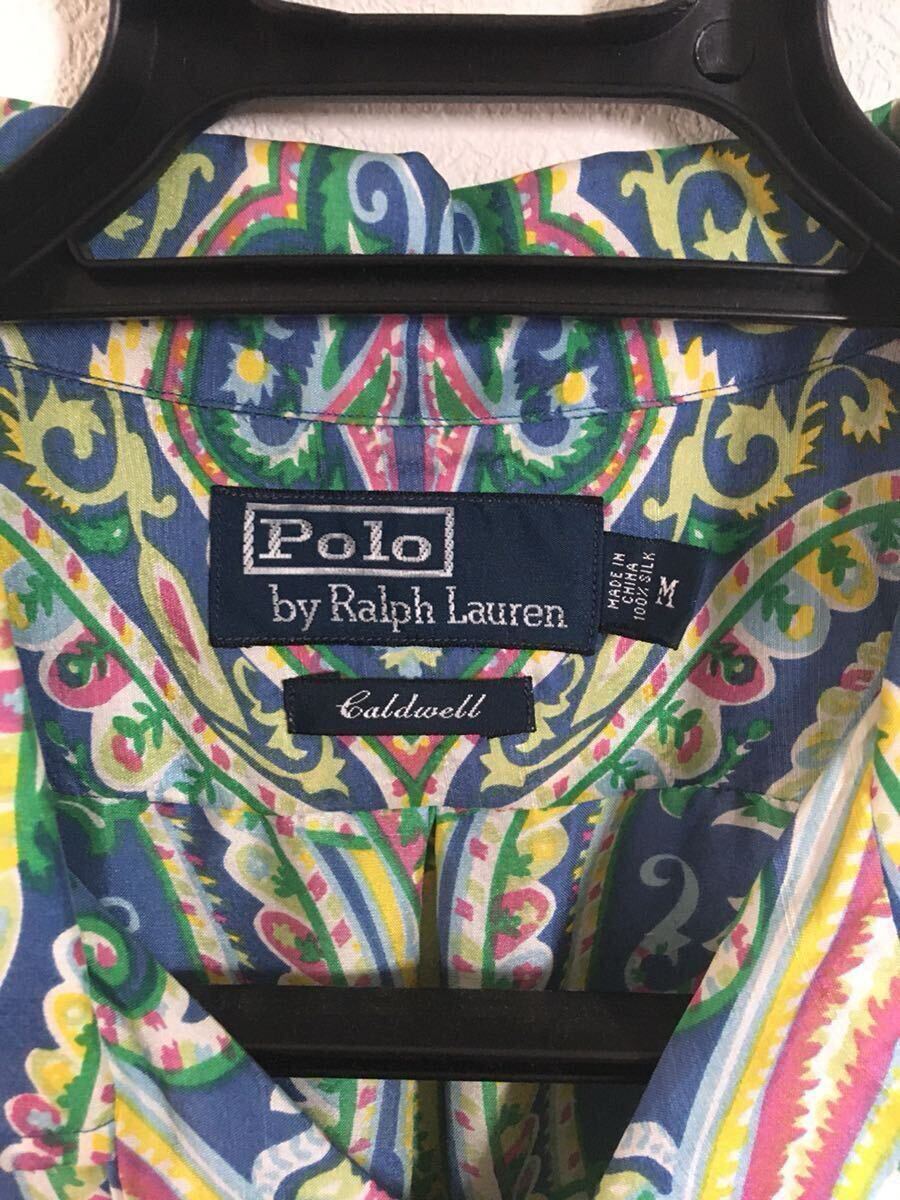 Polo
by Ralph Lauren
MADE IN
CHINA
100% SILK
M
Caldwell